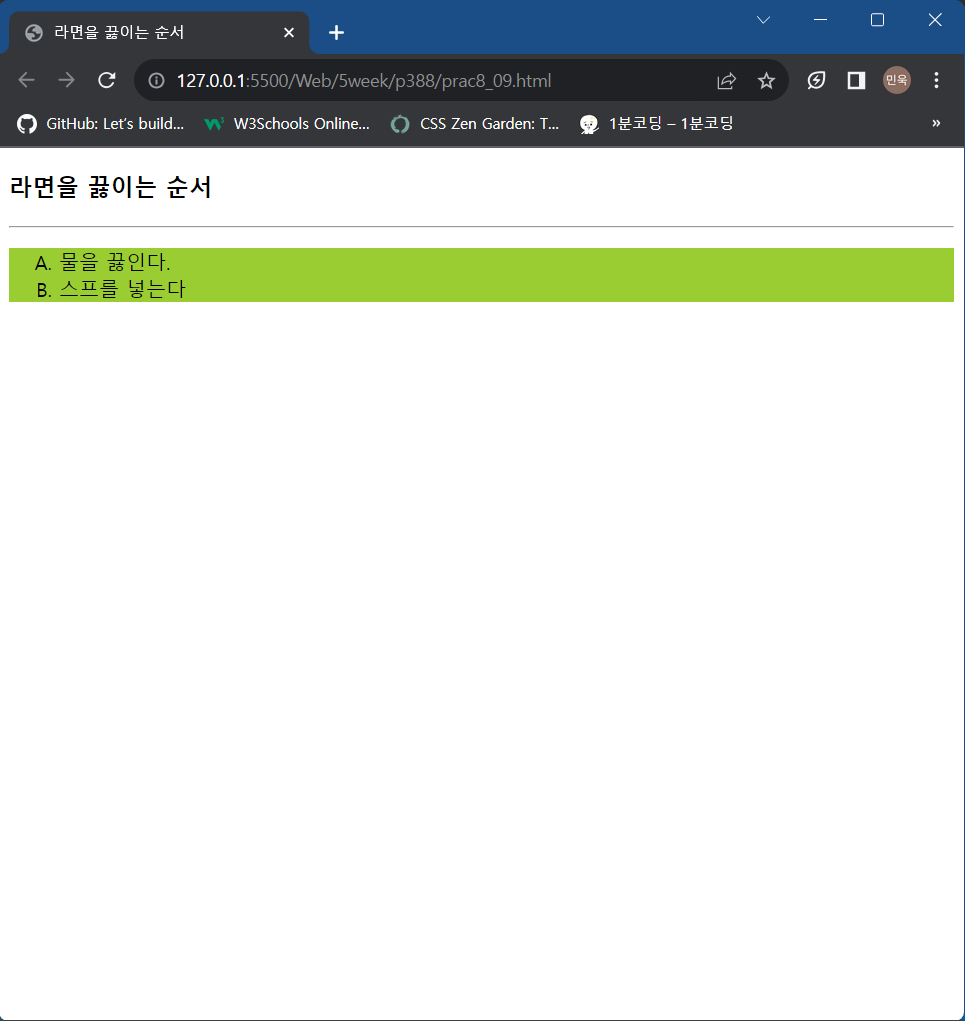 라면을 끓이는 순서
127.0.0.1:5500/Web/5week/p388/prac8_09.html
민욱
GitHub: Let's build...
W3Schools Online...
CSS Zen Garden: T...
1분코딩 – 1분코딩
»
라면을 끓이는 순서
A. 물을 끓인다.
B. 스프를 넣는다